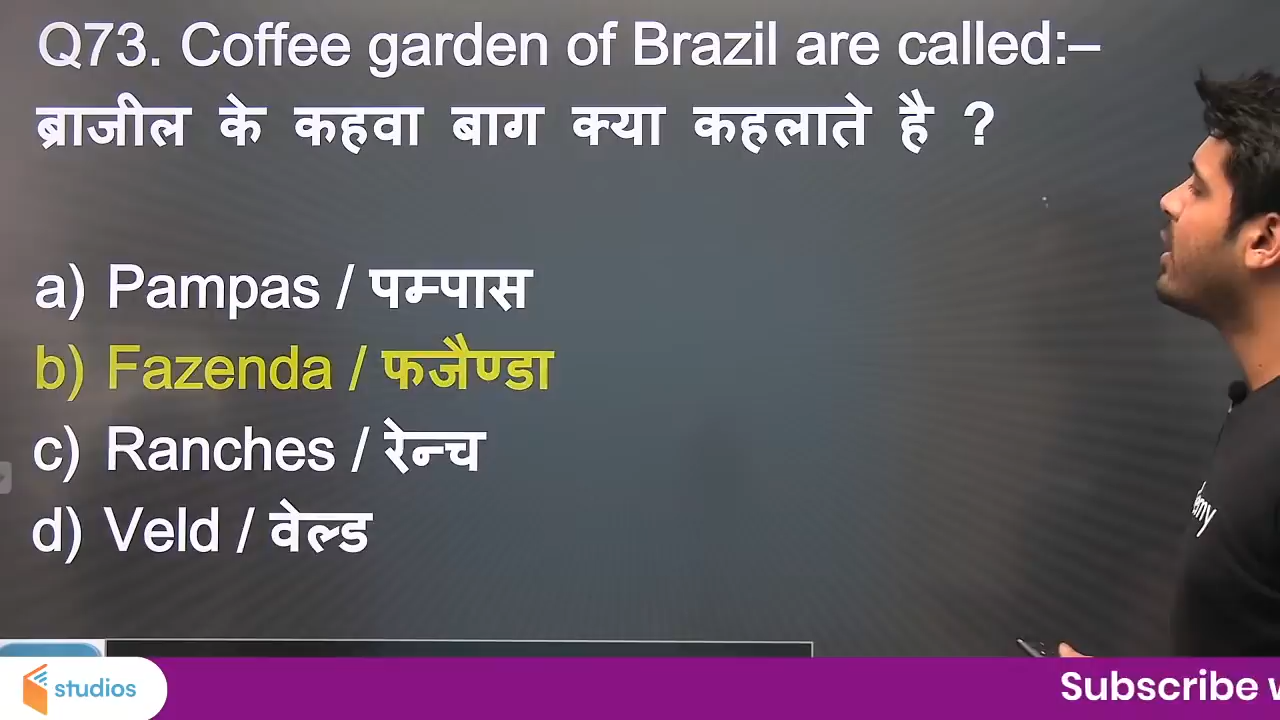 Q73. Coffee garden of Brazil are called:–
ब्राजील के कहवा बाग क्या कहलाते है ?
a) Pampas / पम्पास
b) Fazenda / फजैण्डा
c) Ranches / रेन्च
d) Veld / वेल्ड
studios
Subscribe